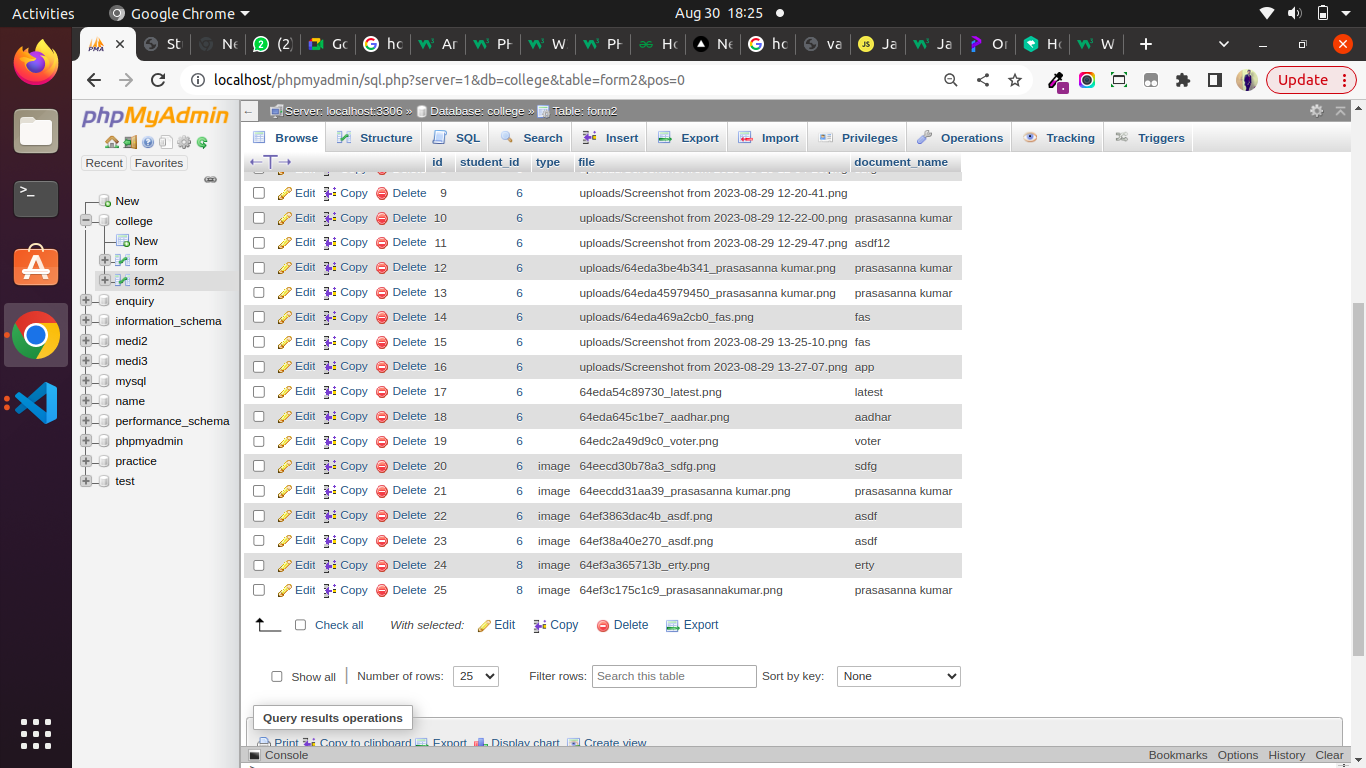 Activities Google Chrome Aug 30 18:25
PMA St Ne (2) Go ho Ar PH W PH Ho Ne ho va Ja Ja Or Ho W
localhost/phpmyadmin/sql.php?server=1&db=college&table=form2&pos=0 Update
phpMyAdmin
Recent Favorites
New
college
New
form
form2
enquiry
information_schema
medi2
medi3
mysql
name
performance_schema
phpmyadmin
practice
test
Server: localhost:3306 » Database: college » Table: form2
Browse Structure SQL Search Insert Export Import Privileges Operations Tracking Triggers
id student_id type file document_name
Edit Copy Delete 9 6 uploads/Screenshot from 2023-08-29 12-20-41.png
Edit Copy Delete 10 6 uploads/Screenshot from 2023-08-29 12-22-00.png prasasanna kumar
Edit Copy Delete 11 6 uploads/Screenshot from 2023-08-29 12-29-47.png asdf12
Edit Copy Delete 12 6 uploads/64eda3be4b341_prasasanna kumar.png prasasanna kumar
Edit Copy Delete 13 6 uploads/64eda45979450_prasasanna kumar.png prasasanna kumar
Edit Copy Delete 14 6 uploads/64eda469a2cb0_fas.png fas
Edit Copy Delete 15 6 uploads/Screenshot from 2023-08-29 13-25-10.png fas
Edit Copy Delete 16 6 uploads/Screenshot from 2023-08-29 13-27-07.png app
Edit Copy Delete 17 6 64eda54c89730_latest.png latest
Edit Copy Delete 18 6 64eda645c1be7_aadhar.png aadhar
Edit Copy Delete 19 6 64edc2a49d9c0_voter.png voter
Edit Copy Delete 20 6 image 64eecd30b78a3_sdfg.png sdfg
Edit Copy Delete 21 6 image 64eecdd31aa39_prasasanna kumar.png prasasanna kumar
Edit Copy Delete 22 6 image 64ef3863dac4b_asdf.png asdf
Edit Copy Delete 23 6 image 64ef38a40e270_asdf.png asdf
Edit Copy Delete 24 8 image 64ef3a365713b_erty.png erty
Edit Copy Delete 25 8 image 64ef3c175c1c9_prasasannakumar.png prasasanna kumar
Check all With selected: Edit Copy Delete Export
Show all Number of rows: 25 Filter rows: Search this table Sort by key: None
Query results operations
Print Copy to clipboard Export Display chart Create view
Console Bookmarks Options History Clear